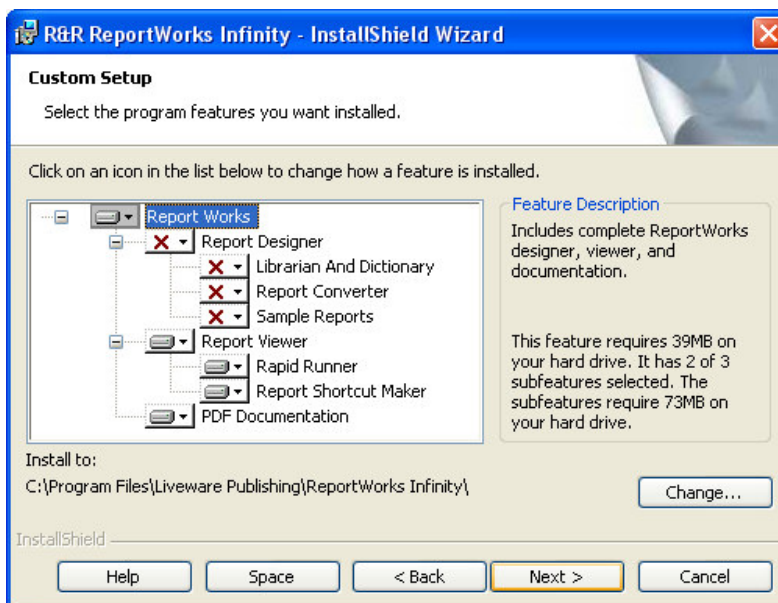 R&R ReportWorks Infinity - InstallShield Wizard
Custom Setup
Select the program features you want installed.
Click on an icon in the list below to change how a feature is installed.
Report Works
Report Designer
Librarian And Dictionary
Report Converter
Sample Reports
Report Viewer
Rapid Runner
Report Shortcut Maker
PDF Documentation
Feature Description
Includes complete ReportWorks
designer, viewer, and
documentation.
This feature requires 39MB on
your hard drive. It has 2 of 3
subfeatures selected. The
subfeatures require 73MB on
your hard drive.
Install to:
C:\Program Files\Liveware Publishing\ReportWorks Infinity\
Change...
InstallShield
Help
Space
< Back
Next >
Cancel